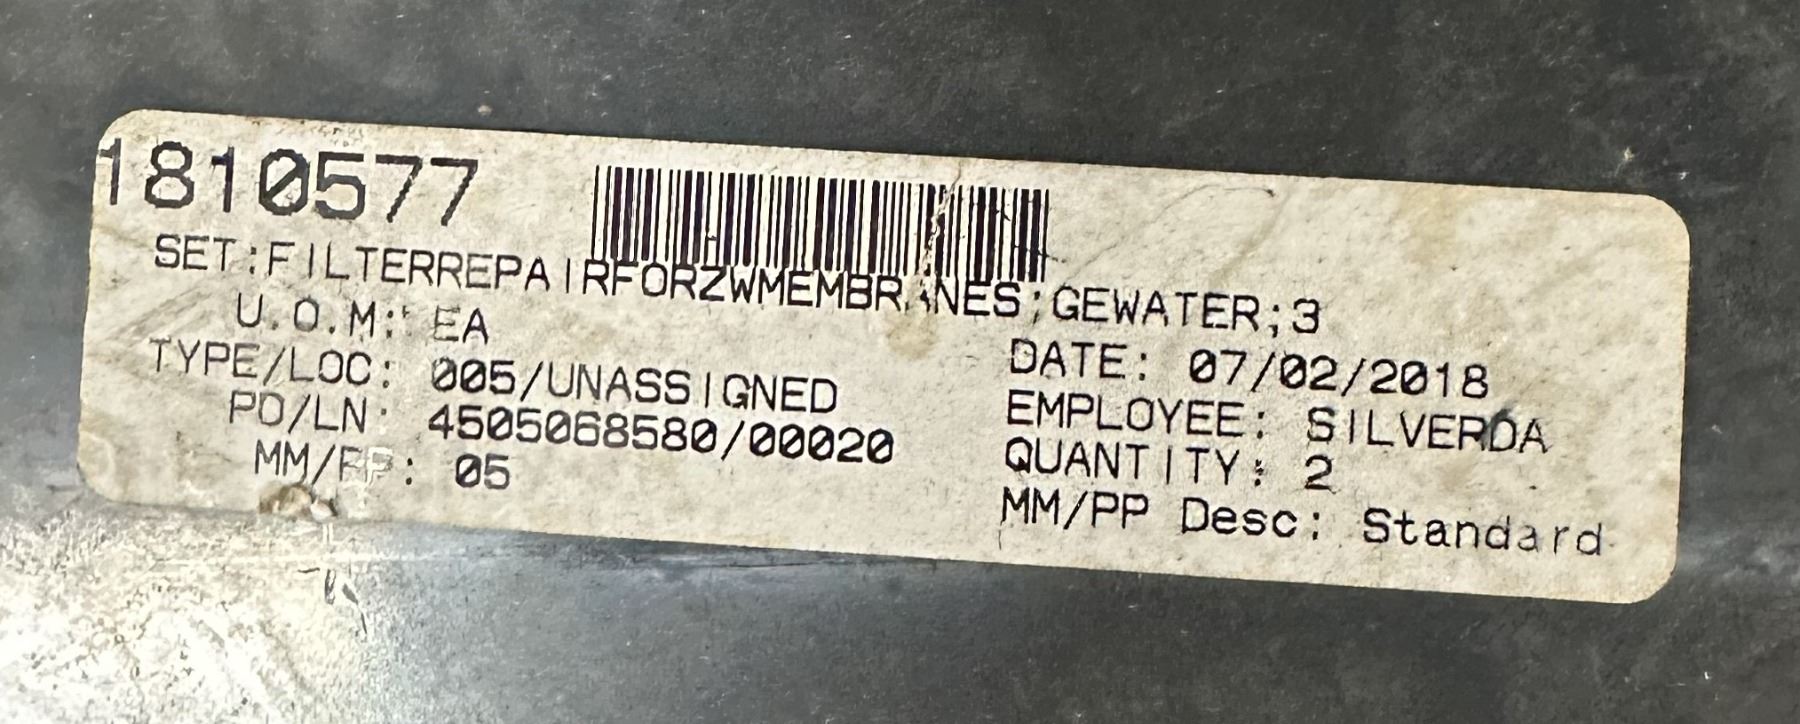 1810577
SET:FILTERREPAIRFORZWMEMBRANES;GEWATER;3
U.O.M: EA
TYPE/LOC: 005/UNASSIGNED
PO/LN: 4505068580/00020
MM/PP: 05
DATE: 07/02/2018
EMPLOYEE: SILVERDA
QUANTITY: 2
MM/PP Desc: Standard